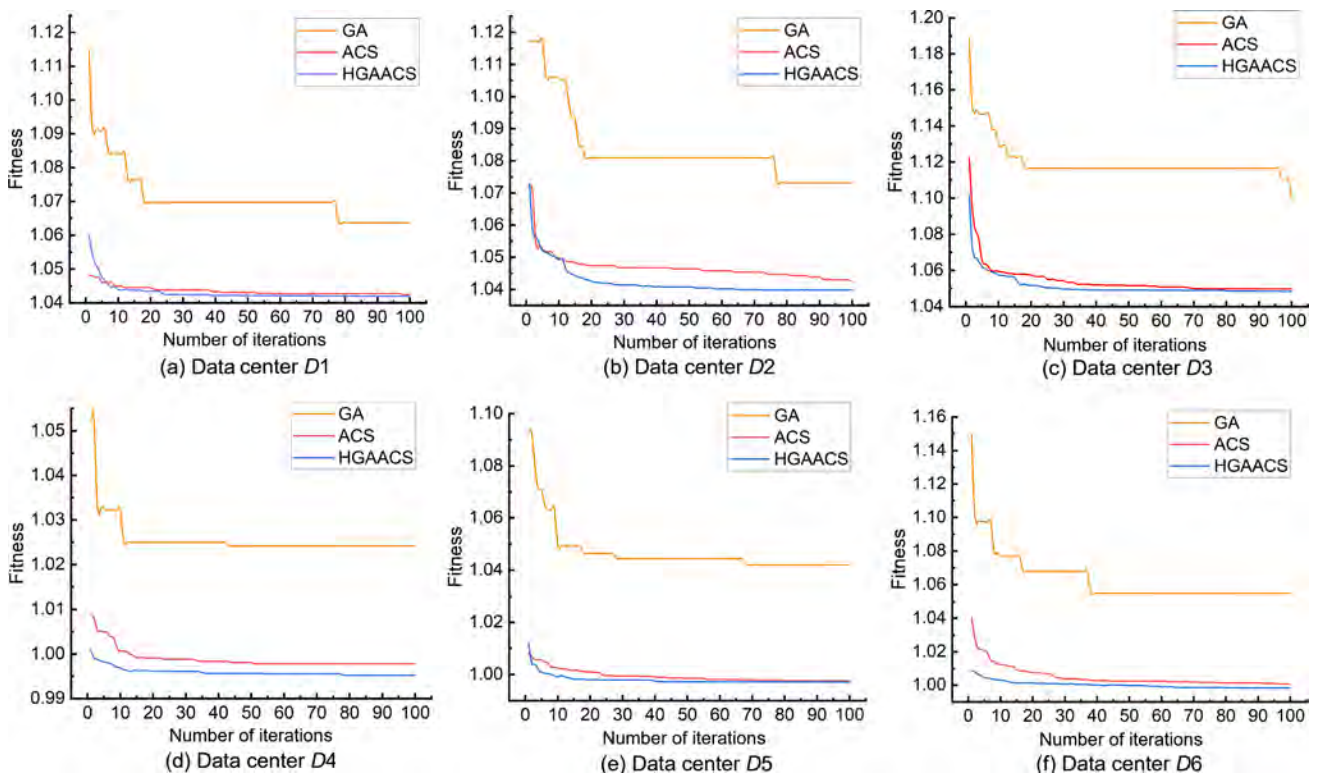 GA
ACS
HGAACS
1.12
1.11
1.10
1.09
1.08
1.07
1.06
1.05
1.04
Fitness
0 10 20 30 40 50 60 70 80 90 100
Number of iterations
(a) Data center D1
GA
ACS
HGAACS
1.12
1.11
1.10
1.09
1.08
1.07
1.06
1.05
1.04
Fitness
0 10 20 30 40 50 60 70 80 90 100
Number of iterations
(b) Data center D2
GA
ACS
HGAACS
1.20
1.18
1.16
1.14
1.12
1.10
1.08
1.06
1.04
Fitness
0 10 20 30 40 50 60 70 80 90 100
Number of iterations
(c) Data center D3
GA
ACS
HGAACS
1.05
1.04
1.03
1.02
1.01
1.00
0.99
Fitness
0 10 20 30 40 50 60 70 80 90 100
Number of iterations
(d) Data center D4
GA
ACS
HGAACS
1.10
1.08
1.06
1.04
1.02
1.00
Fitness
0 10 20 30 40 50 60 70 80 90 100
Number of iterations
(e) Data center D5
GA
ACS
HGAACS
1.16
1.14
1.12
1.10
1.08
1.06
1.04
1.02
1.00
Fitness
0 10 20 30 40 50 60 70 80 90 100
Number of iterations
(f) Data center D6